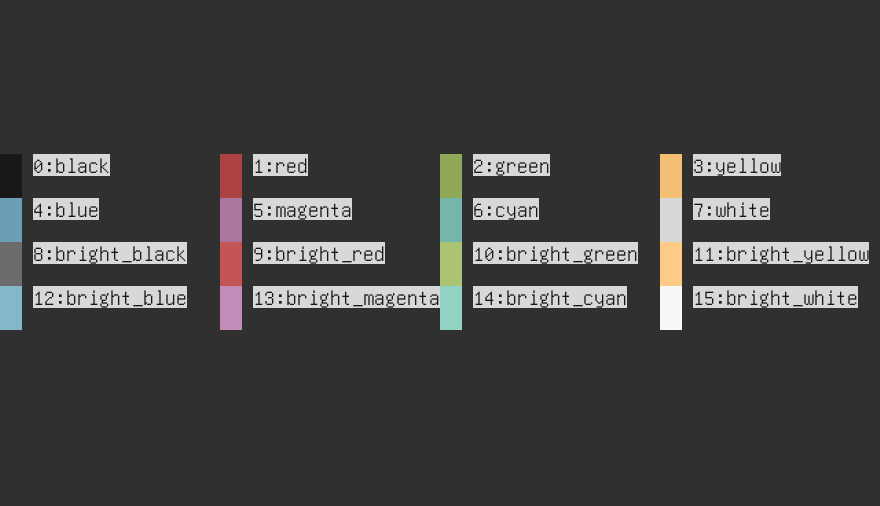 0:black 1:red 2:green 3:yellow
4:blue 5:magenta 6:cyan 7:white
8:bright_black 9:bright_red 10:bright_green 11:bright_yellow
12:bright_blue 13:bright_magenta 14:bright_cyan 15:bright_white